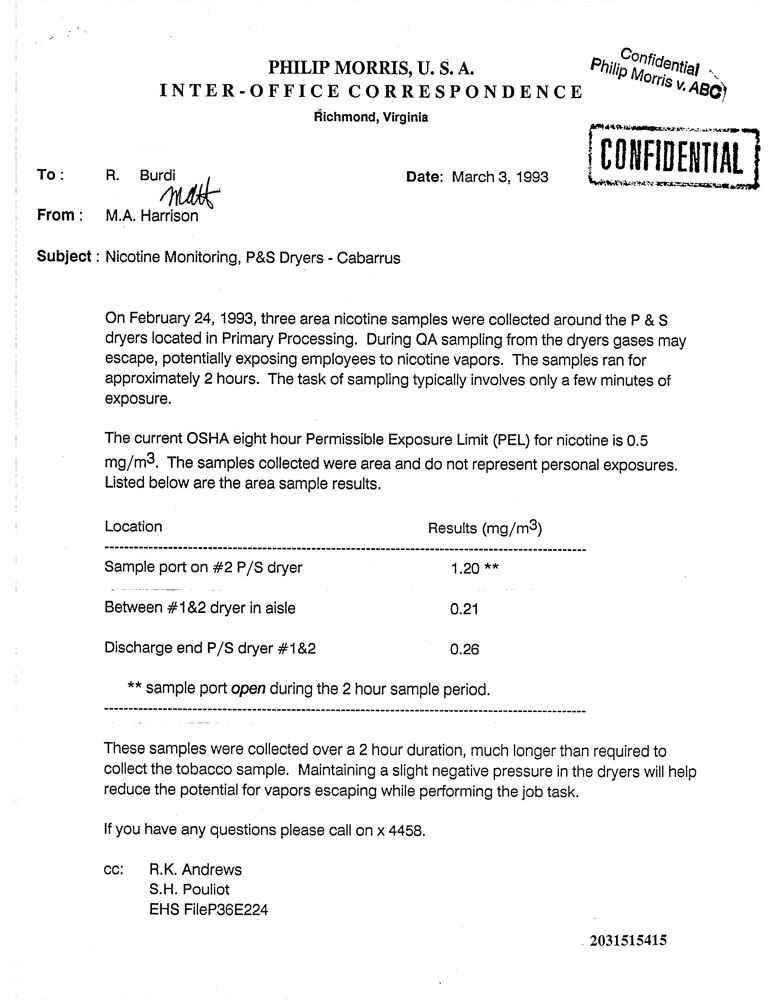 Confidential
Philip Morris v. ABC
PHILIP MORRIS, U. S. A.
INTER-OFFICE CORRESPONDENCE
Richmond, Virginia
CONFIDENTIAL
To : R. Burdi Date: March 3, 1993
Matt
From : M.A. Harrison
Subject : Nicotine Monitoring, P&S Dryers - Cabarrus
On February 24, 1993, three area nicotine samples were collected around the P & S
dryers located in Primary Processing. During QA sampling from the dryers gases may
escape, potentially exposing employees to nicotine vapors. The samples ran for
approximately 2 hours. The task of sampling typically involves only a few minutes of
exposure.
The current OSHA eight hour Permissible Exposure Limit (PEL) for nicotine is 0.5
mg/m3. The samples collected were area and do not represent personal exposures.
Listed below are the area sample results.
Location Results (mg/m3)
Sample port on #2 P/S dryer 1.20 **
Between #1&2 dryer in aisle 0.21
Discharge end P/S dryer #1&2 0.26
** sample port open during the 2 hour sample period.
These samples were collected over a 2 hour duration, much longer than required to
collect the tobacco sample. Maintaining a slight negative pressure in the dryers will help
reduce the potential for vapors escaping while performing the job task.
If you have any questions please call on x 4458.
cc: R.K. Andrews
S.H. Pouliot
EHS FileP36E224
2031515415